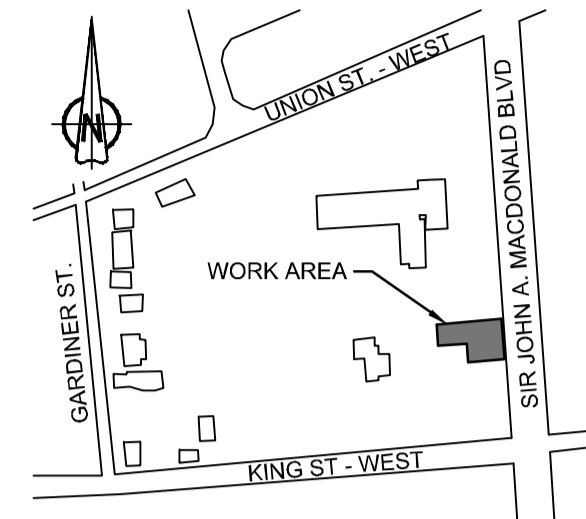 UNION ST. - WEST
N
SIR JOHN A. MACDONALD BLVD
WORK AREA
GARDINER ST.
KING ST - WEST